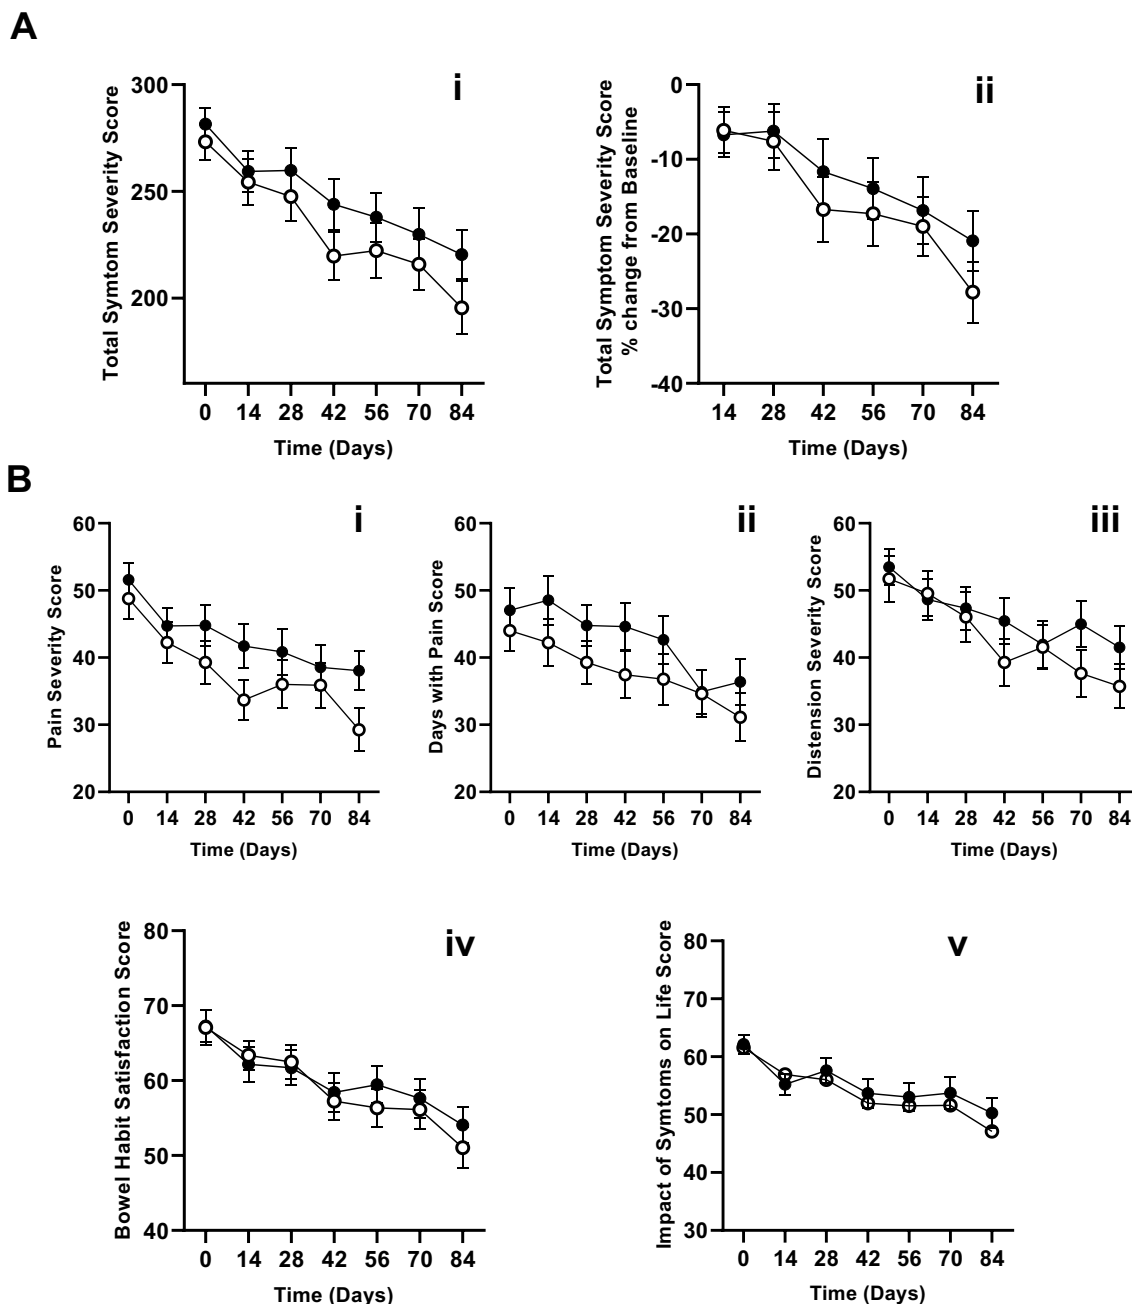 A
i
Total Symtom Severity Score
300
250
200
0 14 28 42 56 70 84
Time (Days)
ii
Total Symptom Severity Score
% change from Baseline
0
-10
-20
-30
-40
14 28 42 56 70 84
Time (Days)
B
i
Pain Severity Score
60
50
40
30
20
0 14 28 42 56 70 84
Time (Days)
ii
Days with Pain Score
60
50
40
30
20
0 14 28 42 56 70 84
Time (Days)
iii
Distension Severity Score
60
50
40
30
20
0 14 28 42 56 70 84
Time (Days)
iv
Bowel Habit Satisfaction Score
80
70
60
50
40
0 14 28 42 56 70 84
Time (Days)
v
Impact of Symtoms on Life Score
80
70
60
50
40
30
0 14 28 42 56 70 84
Time (Days)